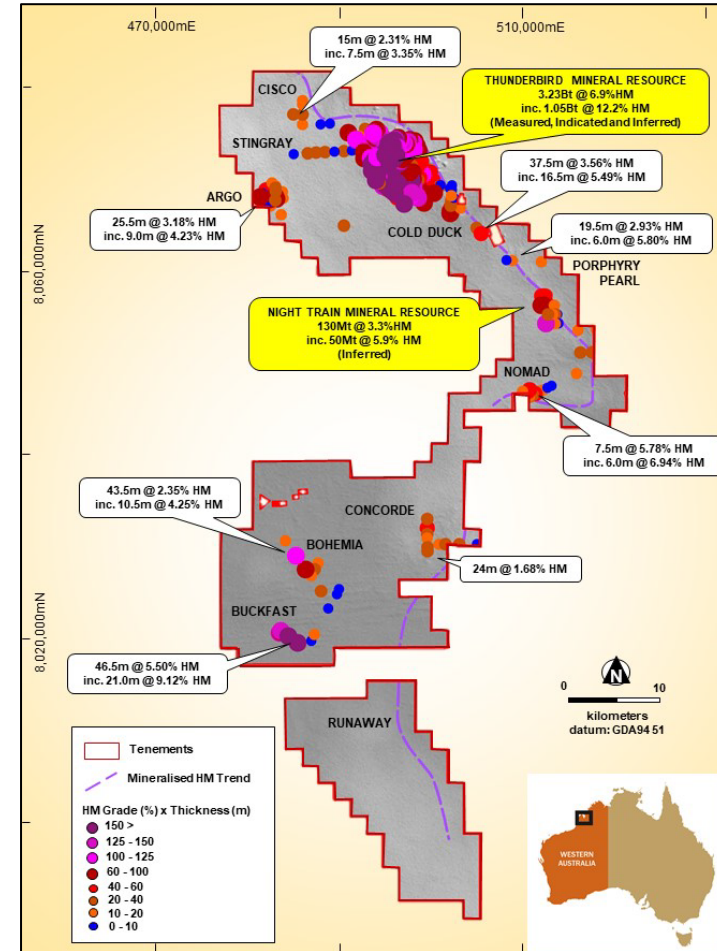 470,000mE
510,000mE
15m @ 2.31% HM
inc. 7.5m @ 3.35% HM
CISCO
THUNDERBIRD MINERAL RESOURCE
3.23Bt @ 6.9%HM
inc. 1.05Bt @ 12.2% HM
(Measured, Indicated and Inferred)
STINGRAY
37.5m @ 3.56% HM
inc. 16.5m @ 5.49% HM
ARGO
25.5m @ 3.18% HM
inc. 9.0m @ 4.23% HM
COLD DUCK
19.5m @ 2.93% HM
inc. 6.0m @ 5.80% HM
8,060,000mN
PORPHYRY
PEARL
NIGHT TRAIN MINERAL RESOURCE
130Mt @ 3.3%HM
inc. 50Mt @ 5.9% HM
(Inferred)
NOMAD
7.5m @ 5.78% HM
inc. 6.0m @ 6.94% HM
43.5m @ 2.35% HM
inc. 10.5m @ 4.25% HM
CONCORDE
BOHEMIA
24m @ 1.68% HM
BUCKFAST
8,020,000mN
46.5m @ 5.50% HM
inc. 21.0m @ 9.12% HM
N
0 10
kilometers
datum: GDA94 51
RUNAWAY
Tenements
Mineralised HM Trend
HM Grade (%) x Thickness (m)
150 >
125 - 150
100 - 125
60 - 100
40 - 60
20 - 40
10 - 20
0 - 10
WESTERN
AUSTRALIA